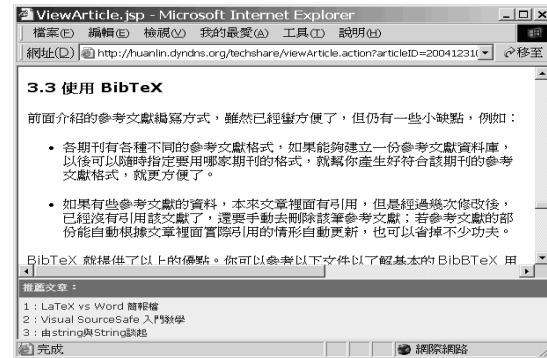 ViewArticle.jsp - Microsoft Internet Explorer
檔案(F) 編輯(E) 檢視(V) 我的最愛(A) 工具(T) 說明(H)
網址(D) http://huanlin.dyndns.org/techshare/viewArticle.action?articleID=20041231( 移至
3.3 使用 BibTeX
前面介紹的參考文獻編寫方式，雖然已經蠻方便了，但仍有一些小缺點，例如：
• 各期刊有各種不同的參考文獻格式，如果能夠建立一份參考文獻資料庫，
以後可以隨時指定要用哪家期刊的格式，就幫你產生好符合該期刊的參考
文獻格式，就更方便了。
• 如果有些參考文獻的資料，本來文章裡面有引用，但是經過幾次修改後，
已經沒有引用該文獻了，還要手動去刪除該筆參考文獻；若參考文獻的部
份能自動根據文章裡面實際引用的情形自動更新，也可以省掉不少功夫。
BibTeX 就提供了以上的優點。你可以參考以下文件以了解基本的 BibBTeX 用
推薦文章：
1：LaTeX vs Word 簡報檔
2：Visual SourceSafe 入門教學
3：由string與String談起
完成 網際網路